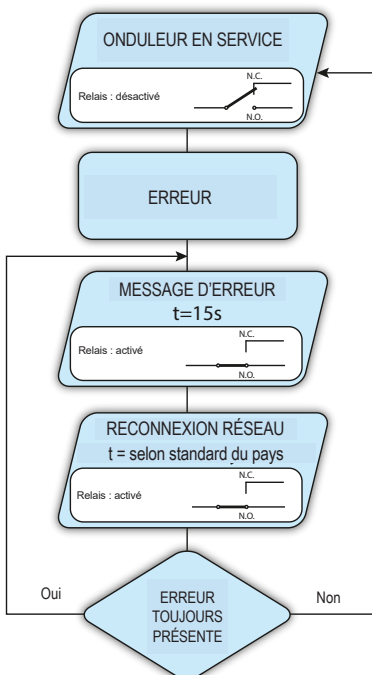 ONDULEUR EN SERVICE
N.C.
Relais : désactivé
N.O.
ERREUR
MESSAGE D'ERREUR
t=15s
N.C.
Relais : activé
N.O.
RECONNEXION RÉSEAU
t = selon standard du pays
N.C.
Relais : activé
N.O.
Oui
ERREUR
TOUJOURS
PRÉSENTE
Non